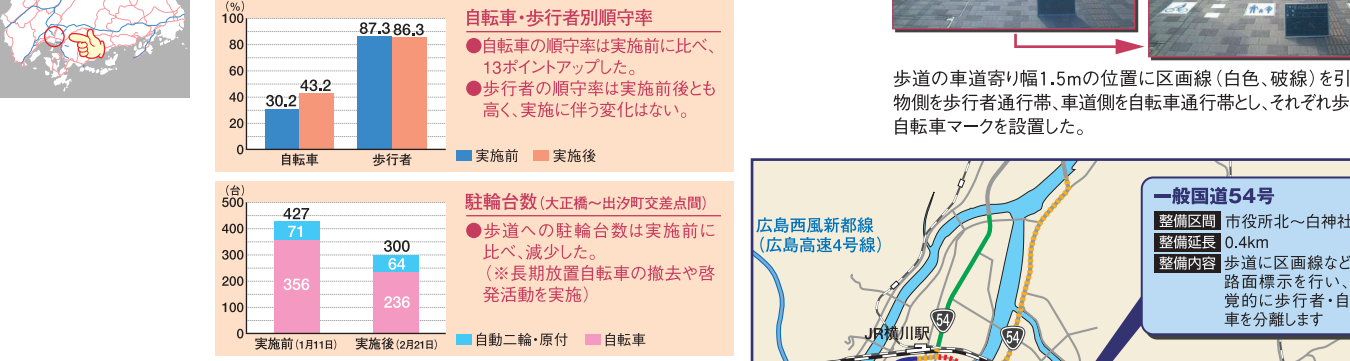 (%)
100
80
60
40
20
0
30.2
43.2
87.3
86.3
自転車
歩行者
自転車・歩行者別順守率
●自転車の順守率は実施前に比べ、
13ポイントアップした。
●歩行者の順守率は実施前後とも
高く、実施に伴う変化はない。
実施前 実施後
(台)
500
400
300
200
100
0
427
71
356
300
64
236
実施前(1月11日)
実施後(2月21日)
駐輪台数(大正橋〜出汐町交差点間)
●歩道への駐輪台数は実施前に
比べ、減少した。
(※長期放置自転車の撤去や啓
発活動を実施)
自動二輪・原付 自転車
歩道の車道寄り幅1.5mの位置に区画線(白色、破線)を引
物側を歩行者通行帯、車道側を自転車通行帯とし、それぞれ歩
自転車マークを設置した。
広島西風新都線
(広島高速4号線)
JR横川駅
54
54
一般国道54号
整備区間 市役所北〜白神社
整備延長 0.4km
整備内容 歩道に区画線など
路面標示を行い、
覚的に歩行者・自
車を分離します